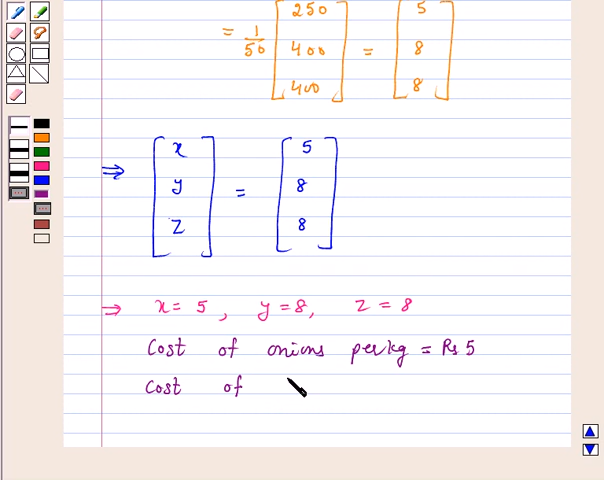 = 1/50 [250 400 400] = [5 8 8]
⇒ [x y z] = [5 8 8]
⇒ x = 5 , y = 8, z = 8
Cost of onions per kg = Rs 5
Cost of